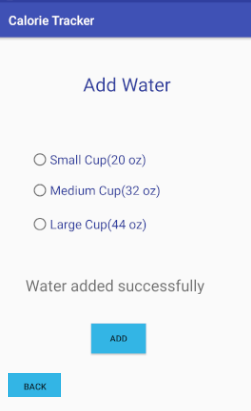 Calorie Tracker
Add Water
Small Cup(20 oz)
Medium Cup(32 oz)
Large Cup(44 oz)
Water added successfully
ADD
BACK